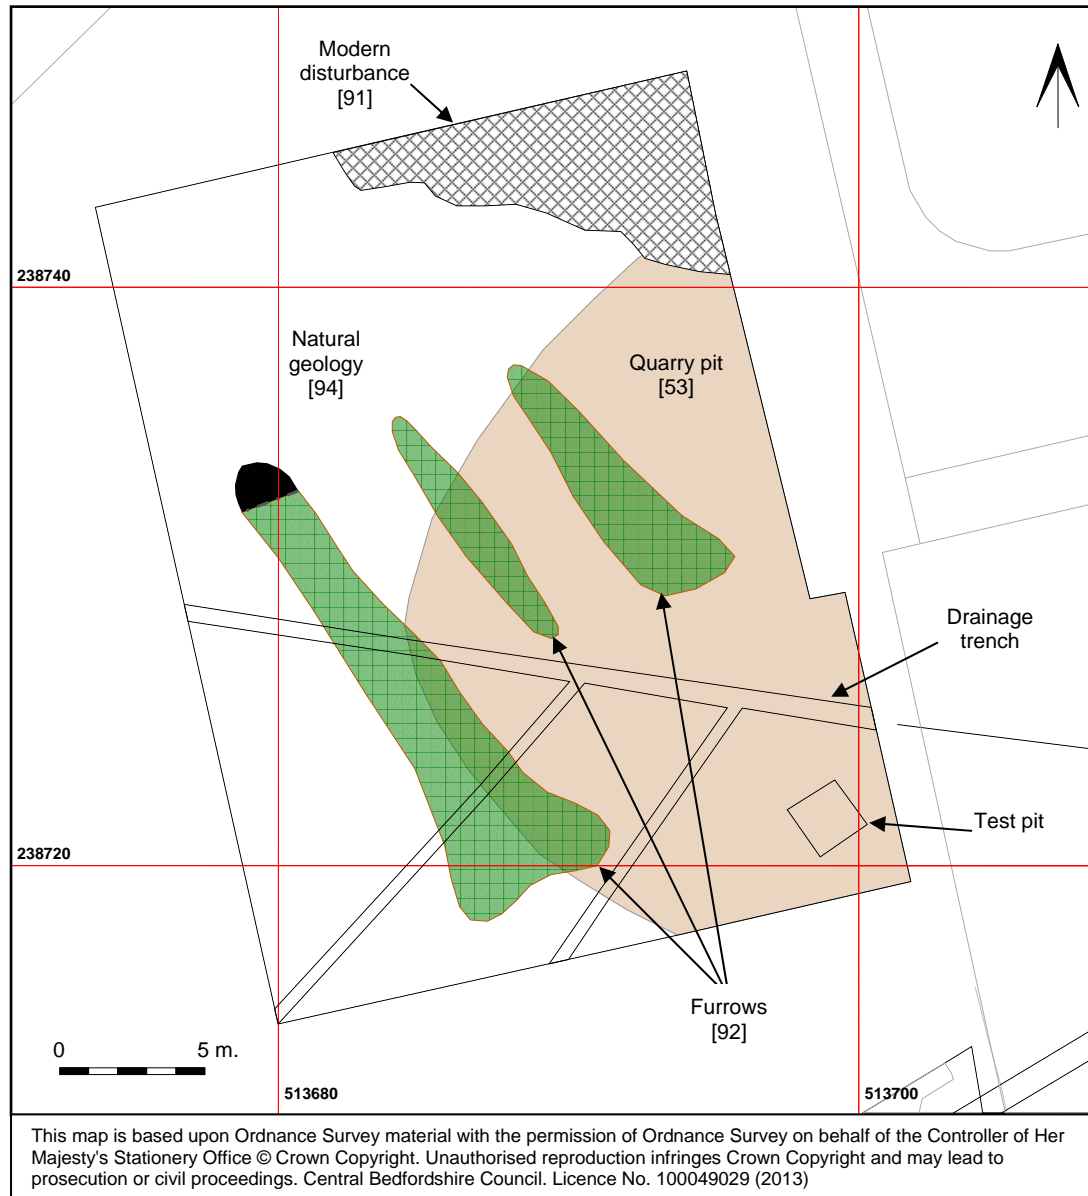 Modern
disturbance
[91]
238740
Natural
geology
[94]
Quarry pit
[53]
Drainage
trench
Test pit
238720
Furrows
[92]
0 5 m.
513680
513700
This map is based upon Ordnance Survey material with the permission of Ordnance Survey on behalf of the Controller of Her
Majesty's Stationery Office © Crown Copyright. Unauthorised reproduction infringes Crown Copyright and may lead to
prosecution or civil proceedings. Central Bedfordshire Council. Licence No. 100049029 (2013)